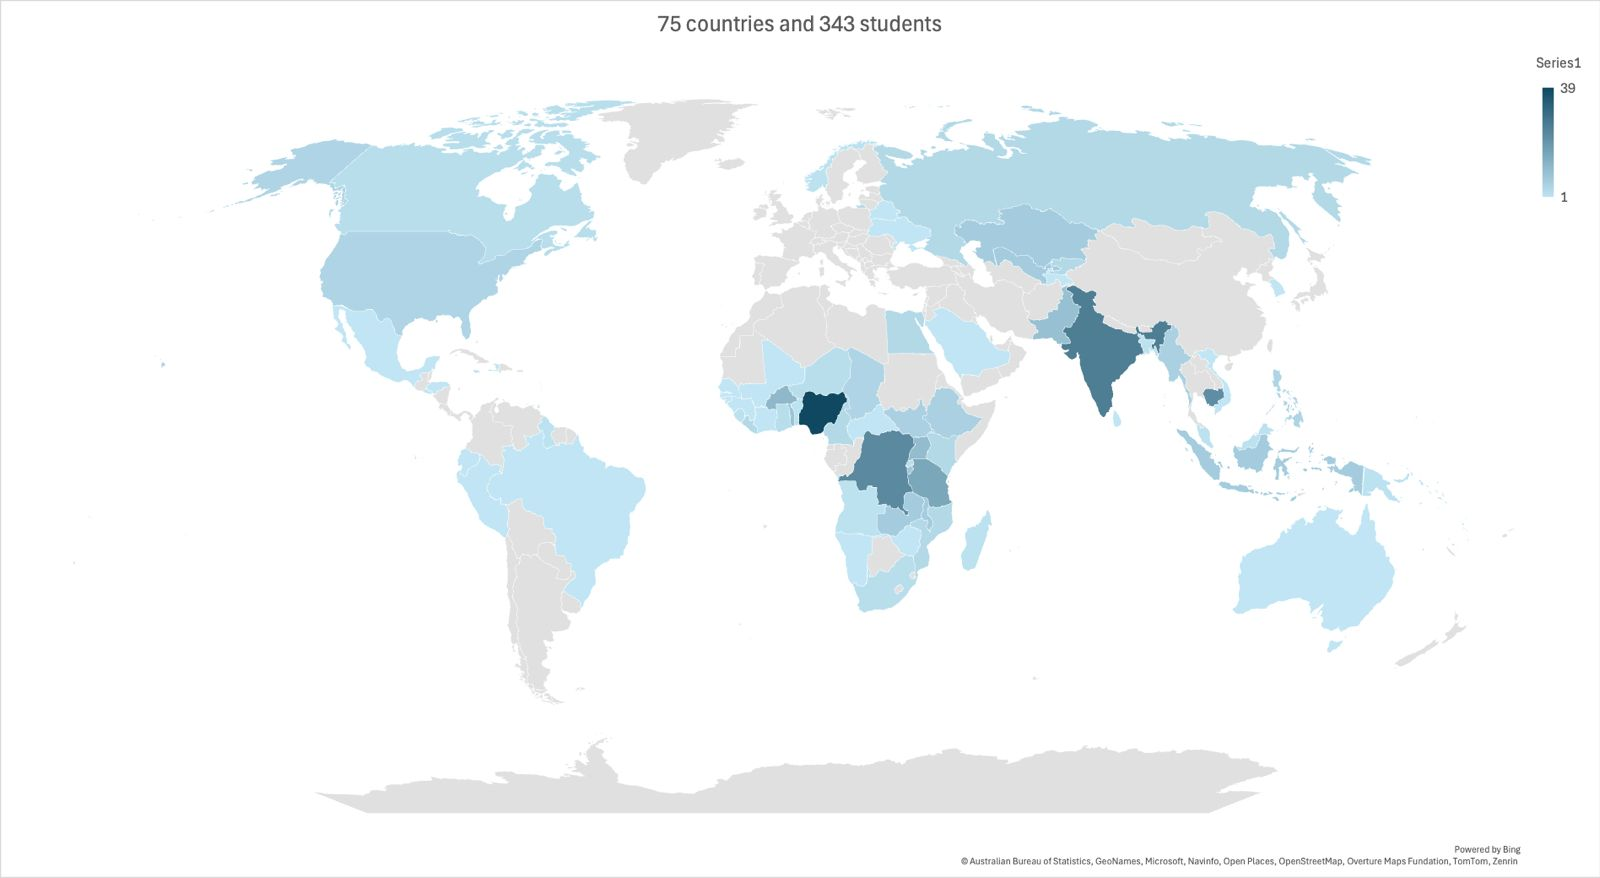 75 countries and 343 students
Series1
39
1
Powered by Bing
© Australian Bureau of Statistics, GeoNames, Microsoft, Navinfo, Open Places, OpenStreetMap, Overture Maps Fundation, TomTom, Zenrin